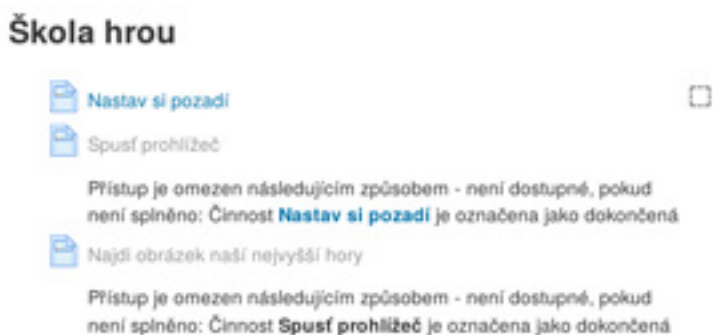 Škola hrou
Nastav si pozadí
Spusť prohlížeč
Přístup je omezen následujícím způsobem - není dostupné, pokud
není splněno: Činnost Nastav si pozadí je označena jako dokončená
Najdi obrázek naší nejvyšší hory
Přístup je omezen následujícím způsobem - není dostupné, pokud
není splněno: Činnost Spusť prohlížeč je označena jako dokončená